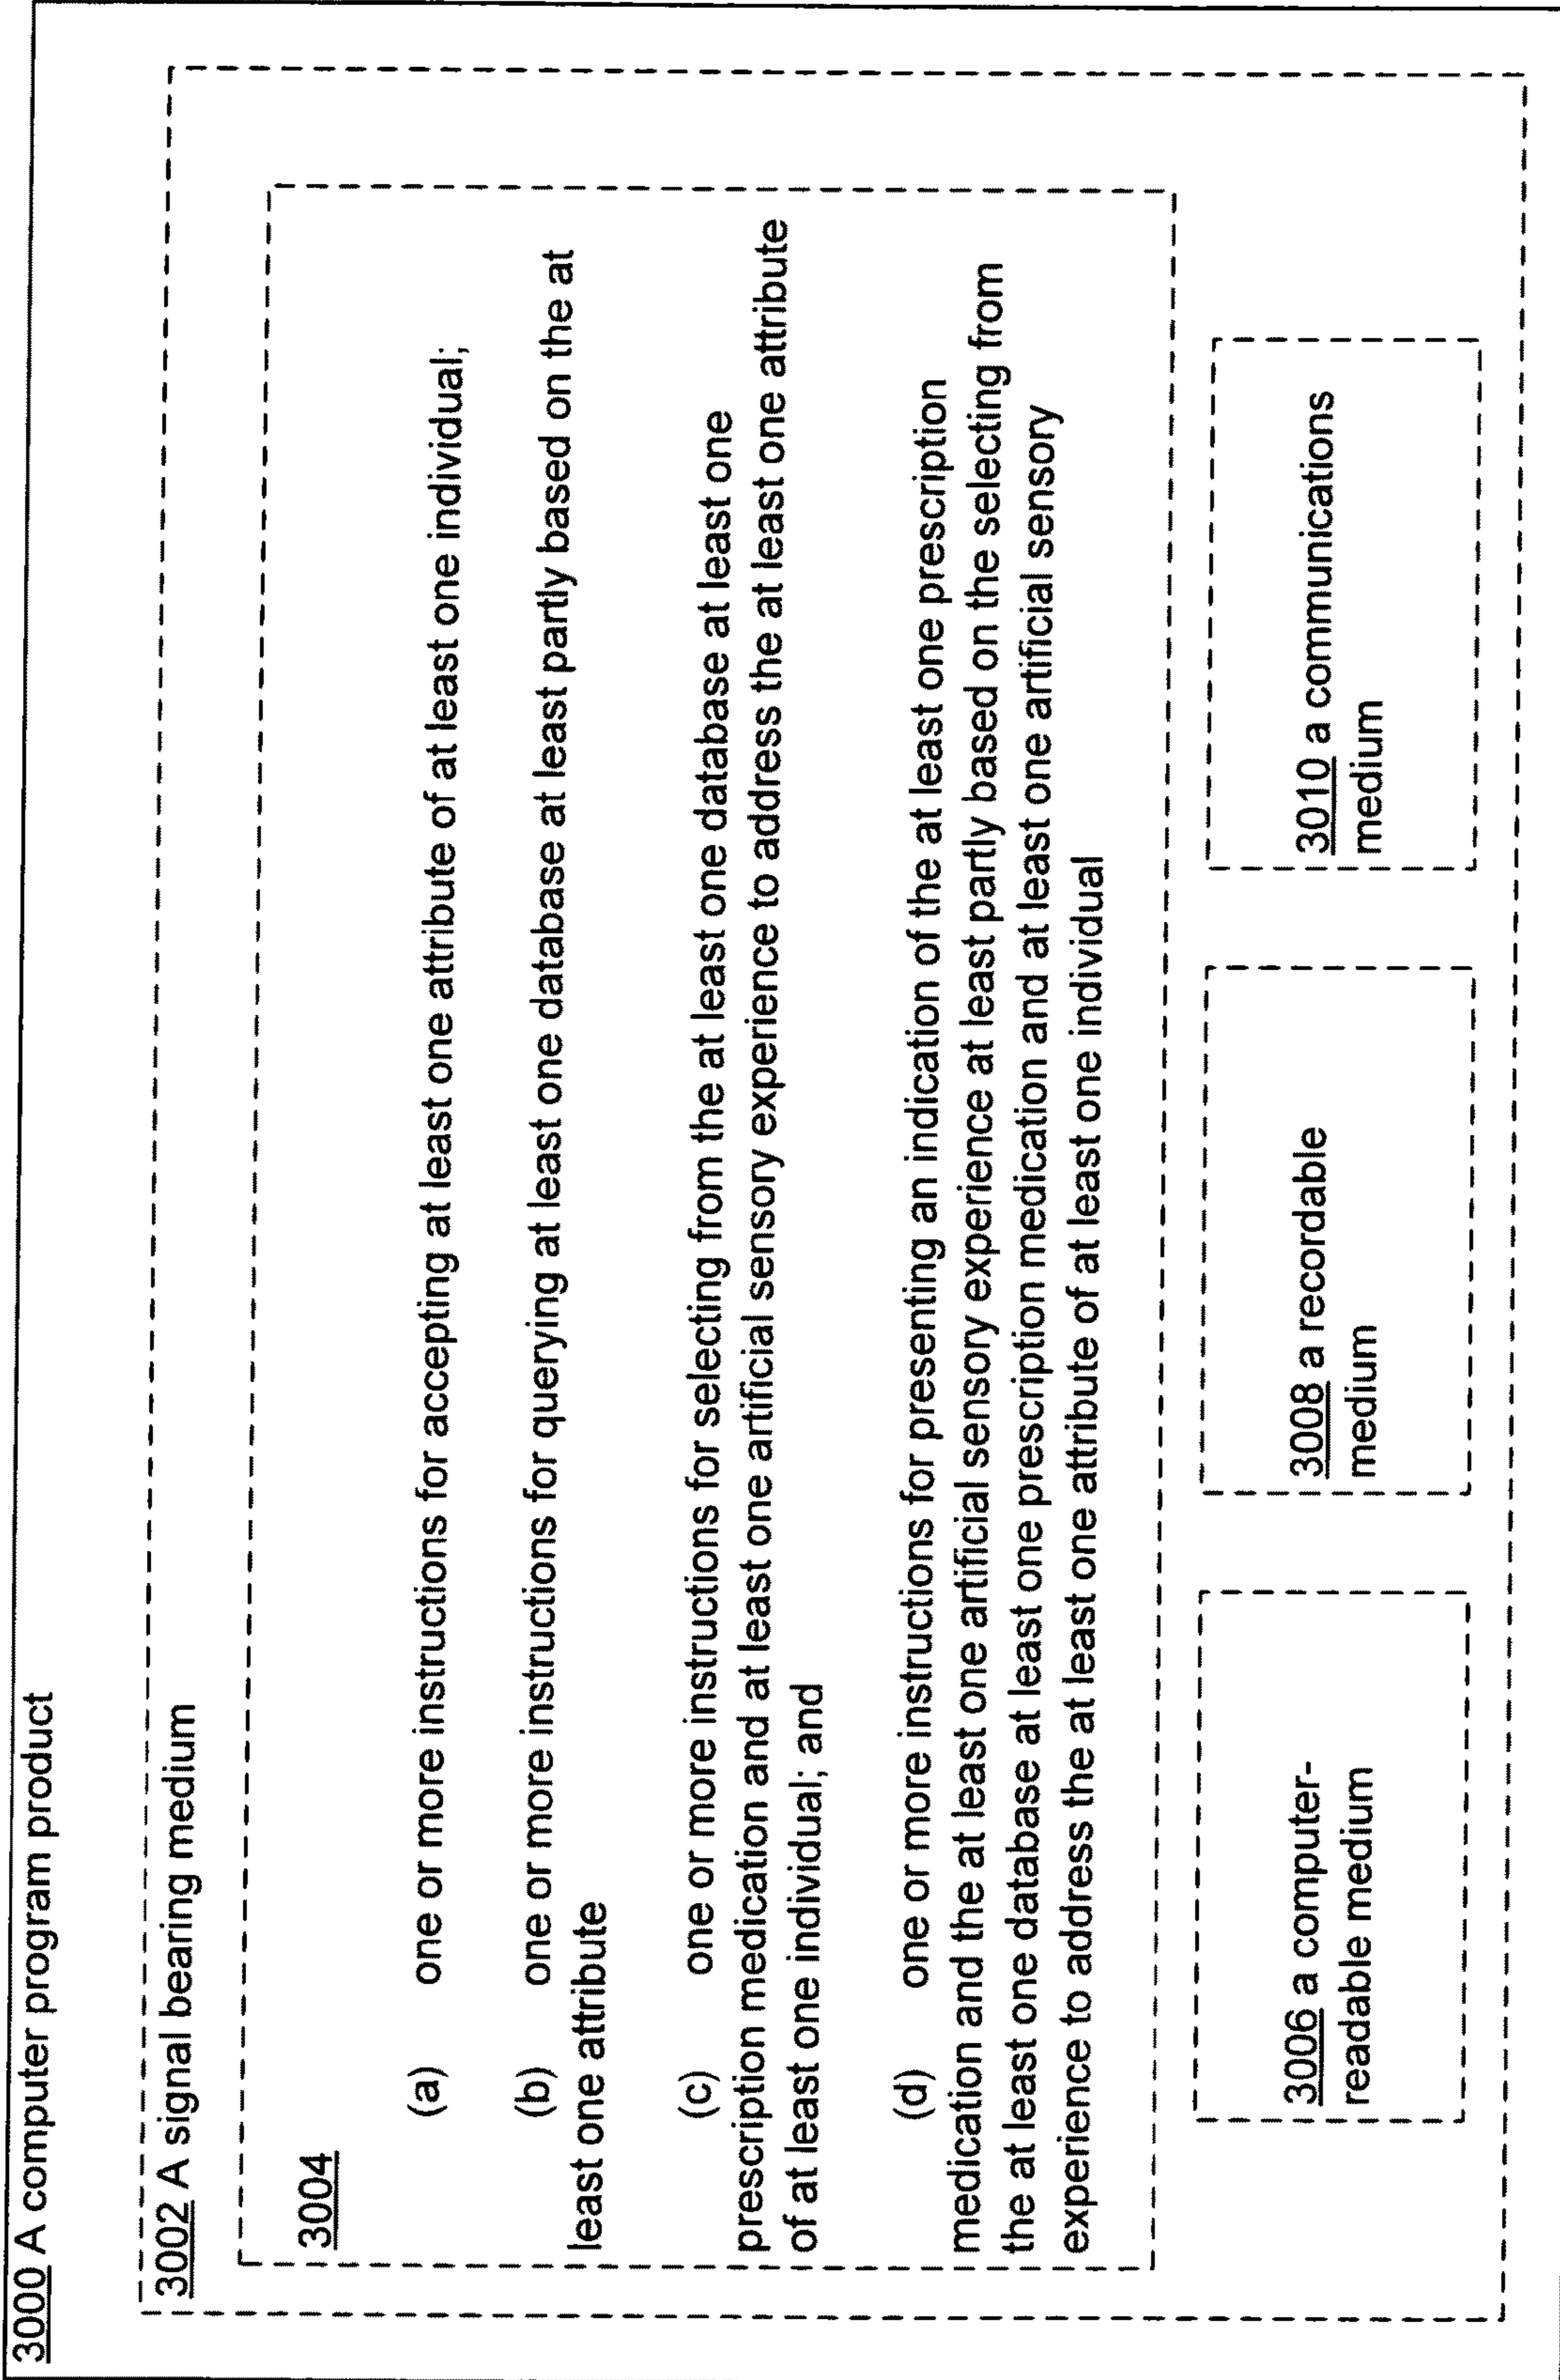 3000 A computer program product
3002 A signal bearing medium
3004
(a) one or more instructions for accepting at least one attribute of at least one individual;
(b) one or more instructions for querying at least one database at least partly based on the at
least one attribute
(c) one or more instructions for selecting from the at least one database at least one
prescription medication and at least one artificial sensory experience to address the at least one attribute
of at least one individual; and
(d) one or more instructions for presenting an indication of the at least one prescription
medication and the at least one artificial sensory experience at least partly based on the selecting from
the at least one database at least one prescription medication and at least one artificial sensory
experience to address the at least one attribute of at least one individual
3006 a computer-
readable medium
3008 a recordable
medium
3010 a communications
medium